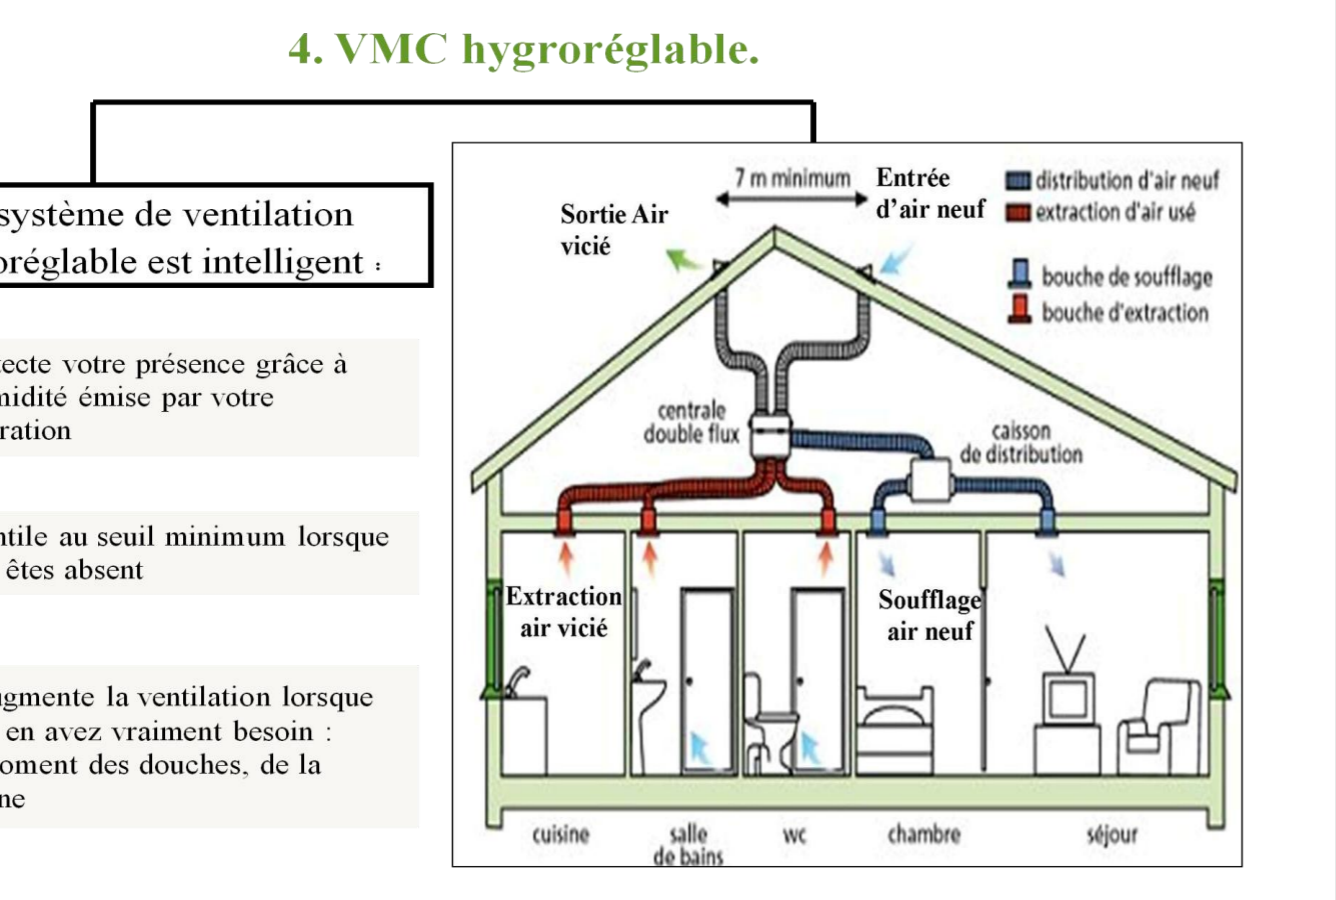 4. VMC hygroréglable.
système de ventilation
oréglable est intelligent :
tecte votre présence grâce à
midité émise par votre
ration
ntile au seuil minimum lorsque
êtes absent
ugmente la ventilation lorsque
en avez vraiment besoin :
oment des douches, de la
ne
7 m minimum
Entrée
d'air neuf
Sortie Air
vicié
distribution d'air neuf
extraction d'air usé
bouche de soufflage
bouche d'extraction
centrale
double flux
caisson
de distribution
Extraction
air vicié
Soufflage
air neuf
cuisine
salle
de bains
wc
chambre
séjour